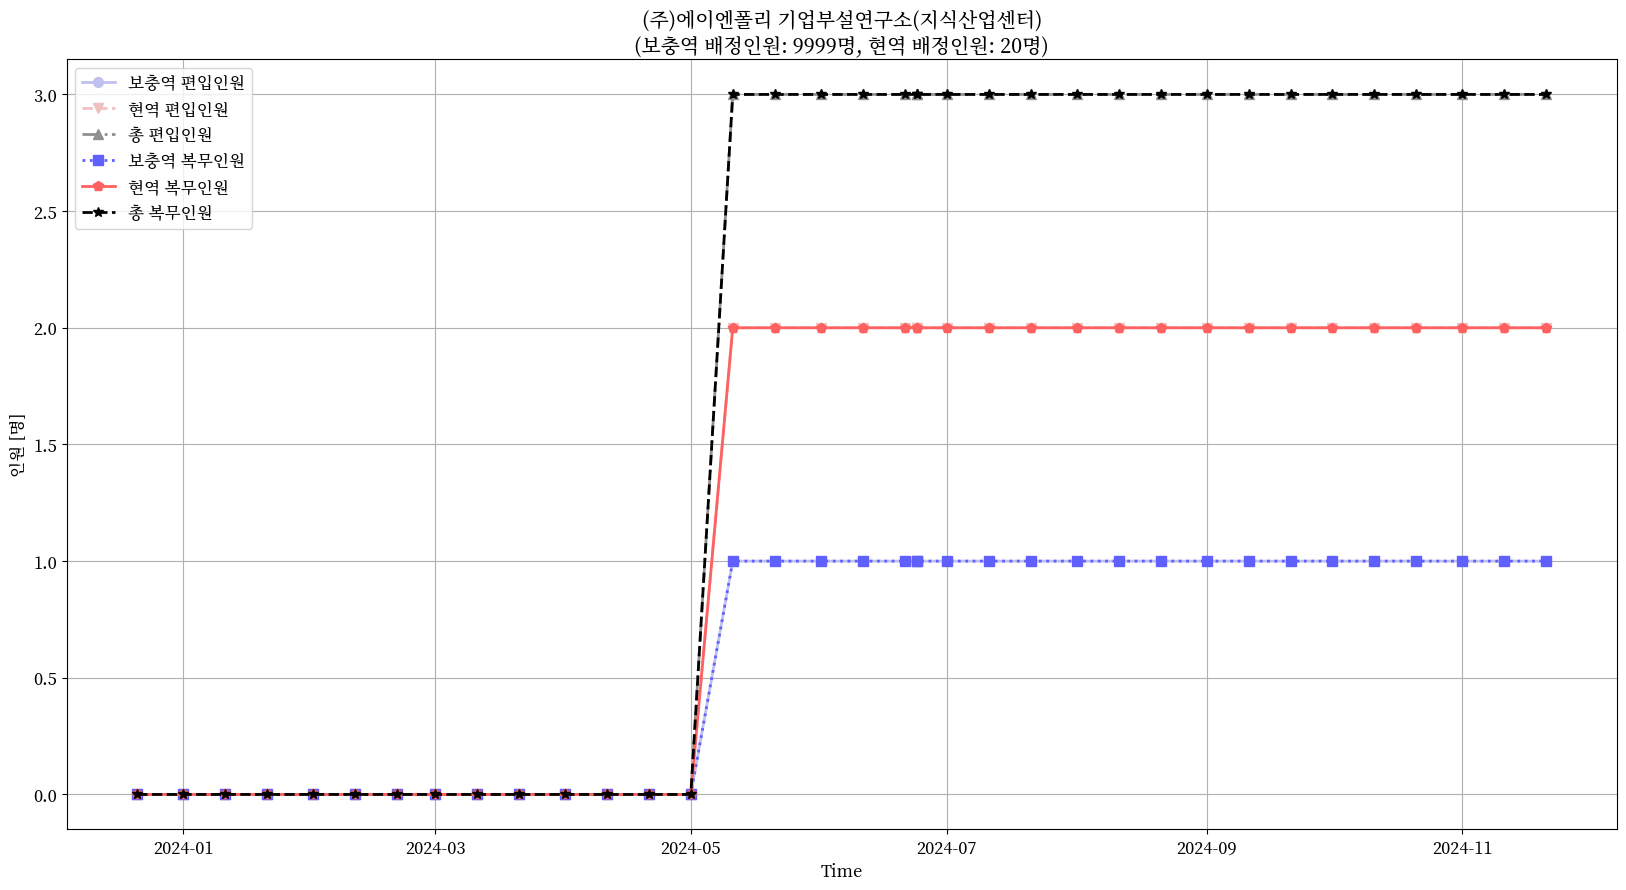 (주)에이엔폴리 기업부설연구소(지식산업센터)
(보충역 배정인원: 9999명, 현역 배정인원: 20명)
보충역 편입인원
현역 편입인원
총 편입인원
보충역 복무인원
현역 복무인원
총 복무인원
3.0
2.5
2.0
1.5
1.0
0.5
0.0
인원 [명]
2024-01
2024-03
2024-05
2024-07
2024-09
2024-11
Time